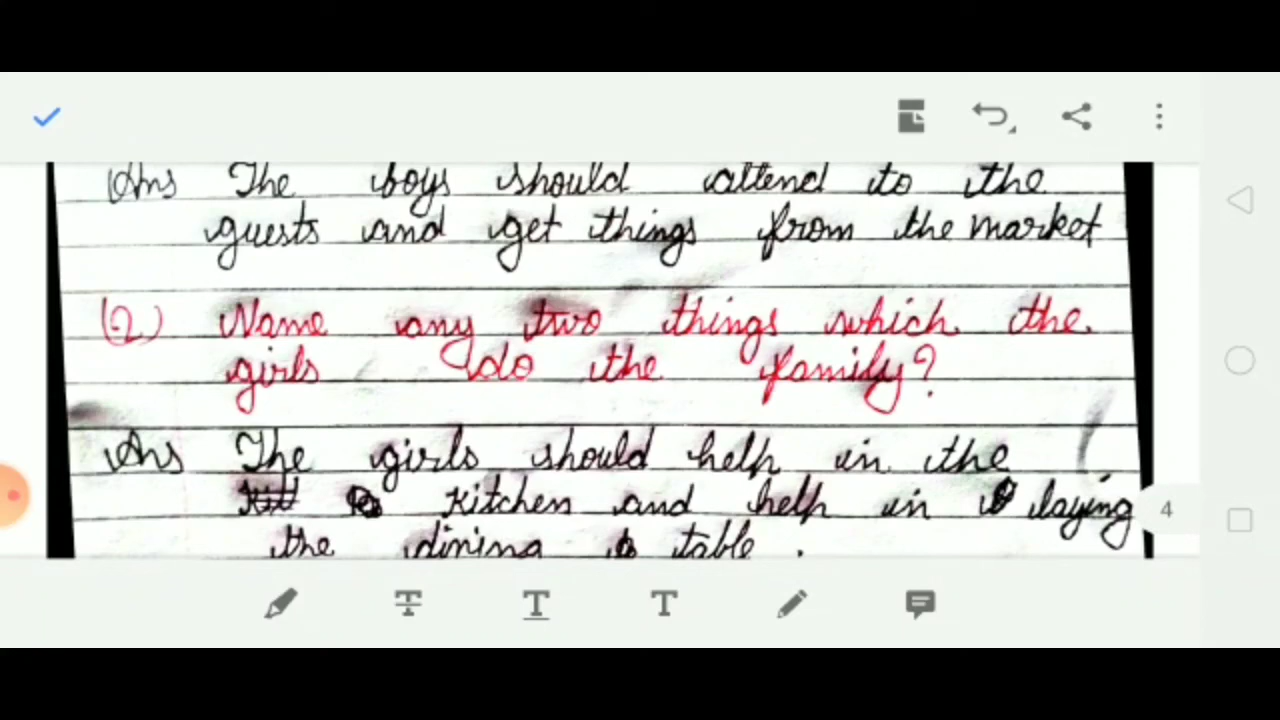 Ans The boys should attend to the
guests and get things from the market
(2) Name any two things which the
girls do the family?
Ans The girls should help in the
Kitchen and help in laying
the dining table .
4
T T T